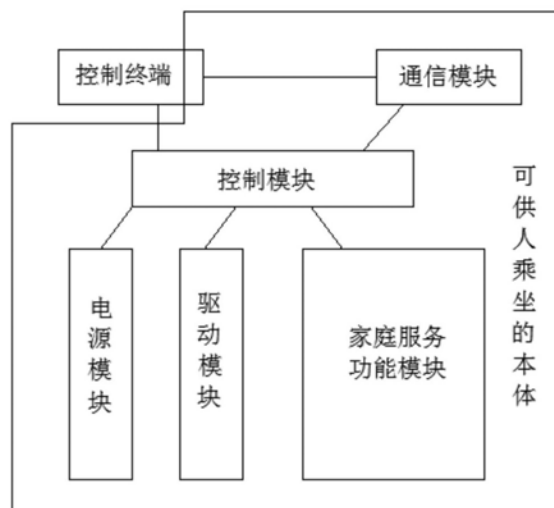 控制终端
通信模块
控制模块
可供人乘坐的本体
电源模块
驱动模块
家庭服务
功能模块